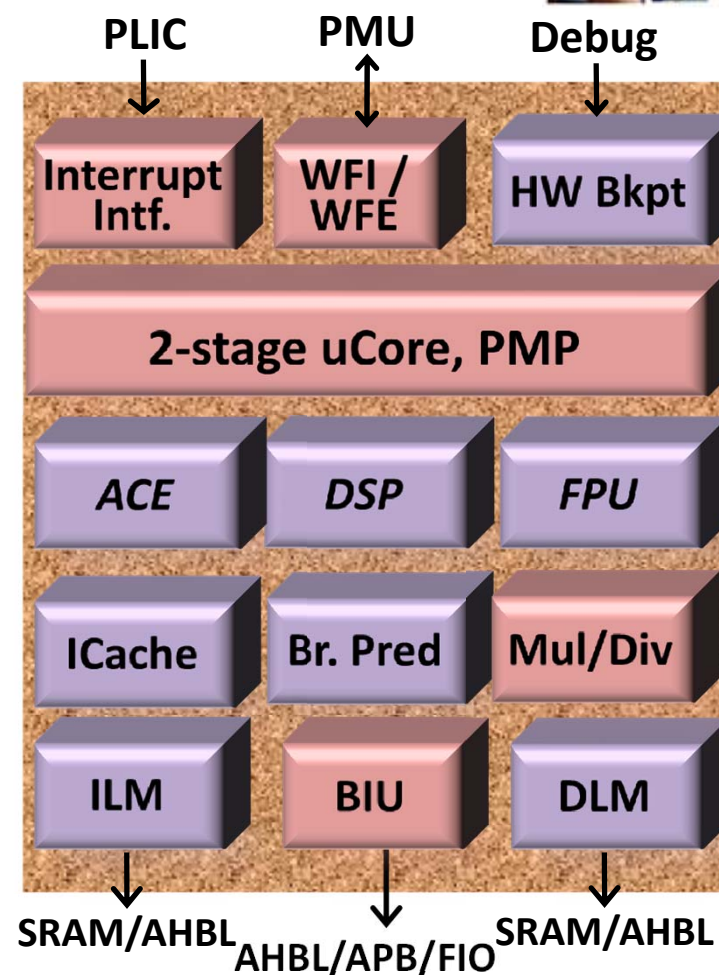 PLIC
PMU
Debug
Interrupt
Intf.
WFI /
WFE
HW Bkpt
2-stage uCore, PMP
ACE
DSP
FPU
ICache
Br. Pred
Mul/Div
ILM
BIU
DLM
SRAM/AHBL
AHBL/APB/FIO
SRAM/AHBL